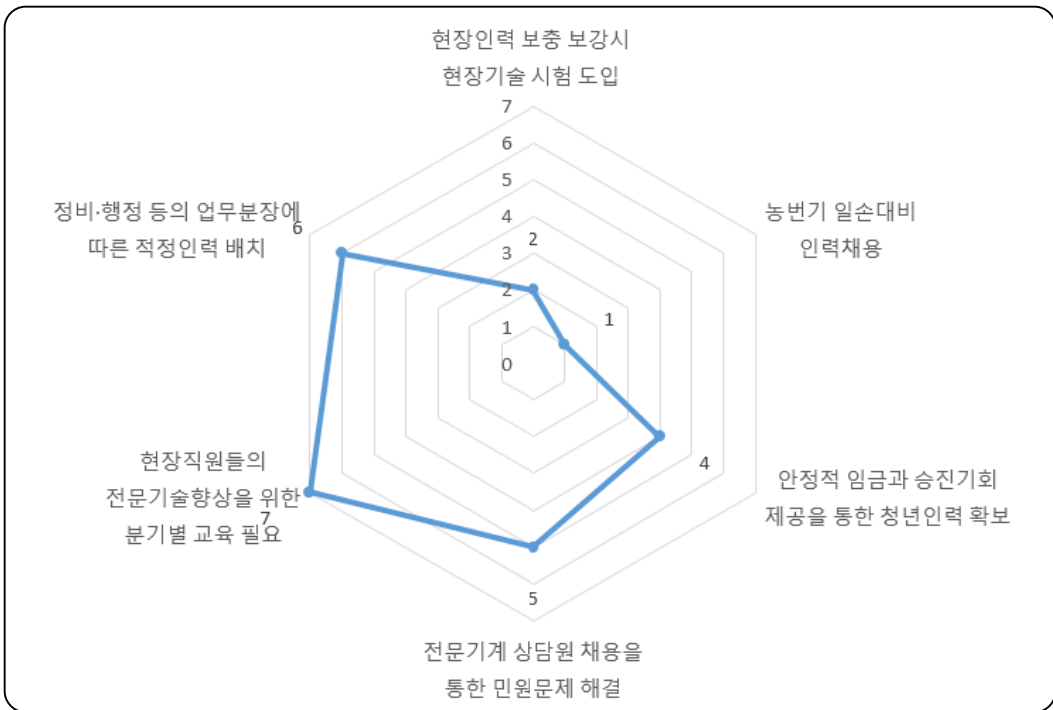 현장인력 보충 보강시
현장기술 시험 도입
7
6
5
4
3
2
1
0
2
농번기 일손대비
인력채용
1
안정적 임금과 승진기회
제공을 통한 청년인력 확보
4
5
전문기계 상담원 채용을
통한 민원문제 해결
현장직원들의
전문기술향상을 위한
분기별 교육 필요
7
정비·행정 등의 업무분장에
따른 적정인력 배치
6